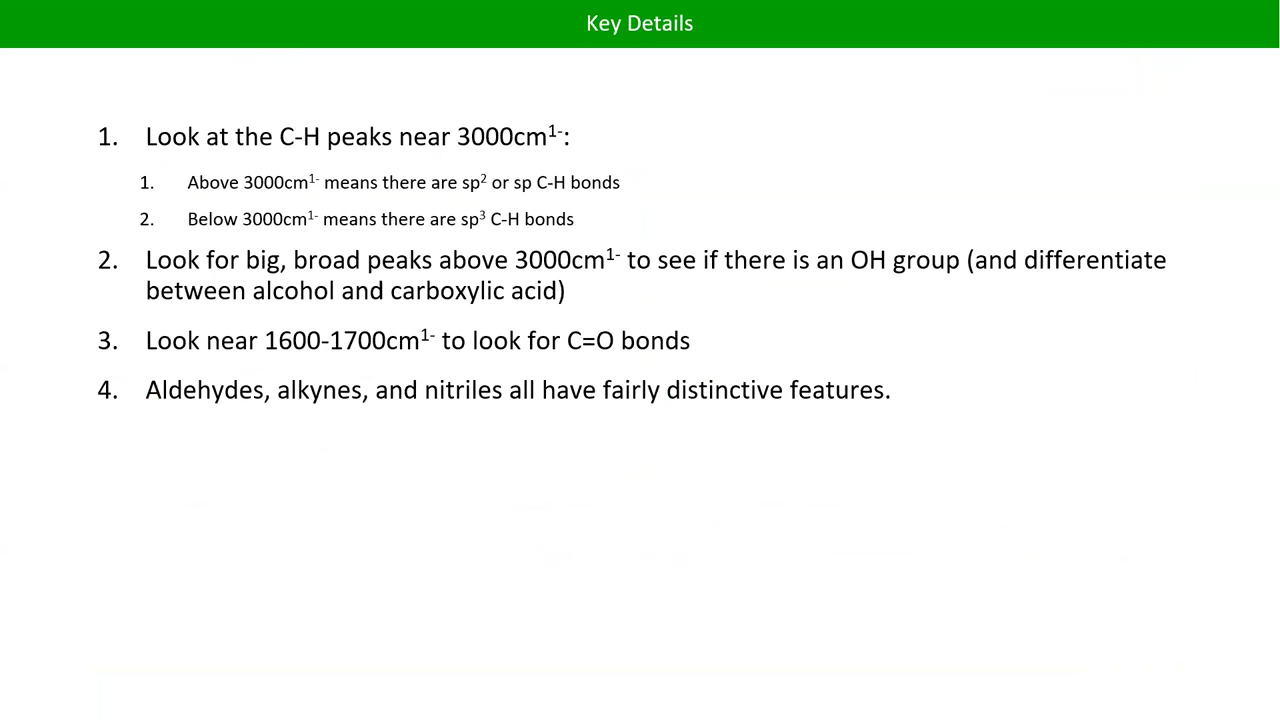 Key Details
1. Look at the C-H peaks near 3000cm¹⁻:
1. Above 3000cm¹⁻ means there are sp² or sp C-H bonds
2. Below 3000cm¹⁻ means there are sp³ C-H bonds
2. Look for big, broad peaks above 3000cm¹⁻ to see if there is an OH group (and differentiate
between alcohol and carboxylic acid)
3. Look near 1600-1700cm¹⁻ to look for C=O bonds
4. Aldehydes, alkynes, and nitriles all have fairly distinctive features.